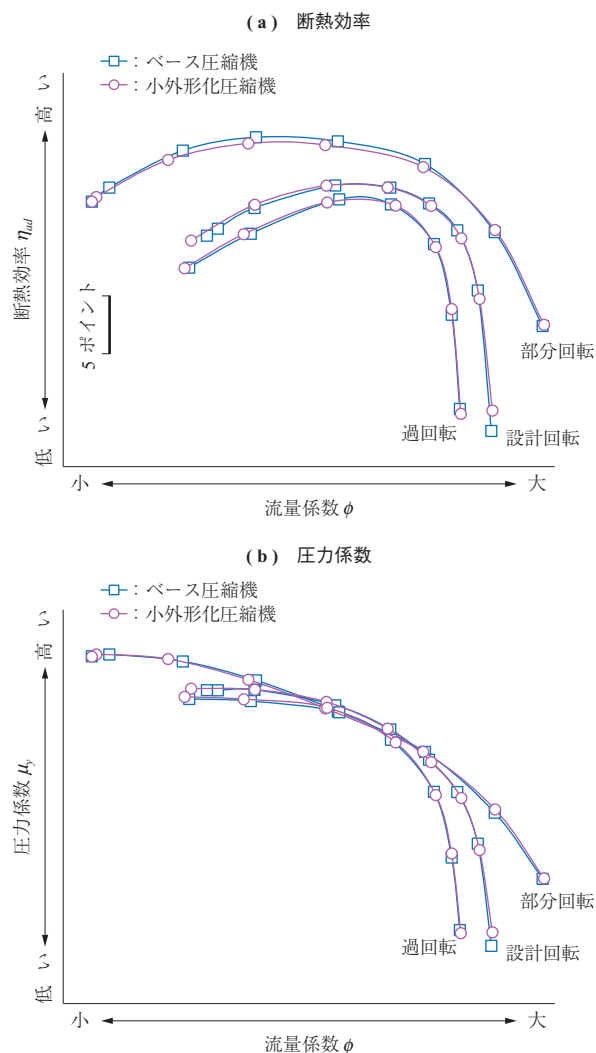 ( a ) 断熱効率
：ベース圧縮機
：小外形化圧縮機
高い
断熱効率 ηad
低い
5 ポイント
部分回転
過回転
設計回転
小
大
流量係数 ϕ
( b ) 圧力係数
：ベース圧縮機
：小外形化圧縮機
高い
圧力係数 μy
低い
部分回転
過回転
設計回転
小
大
流量係数 ϕ